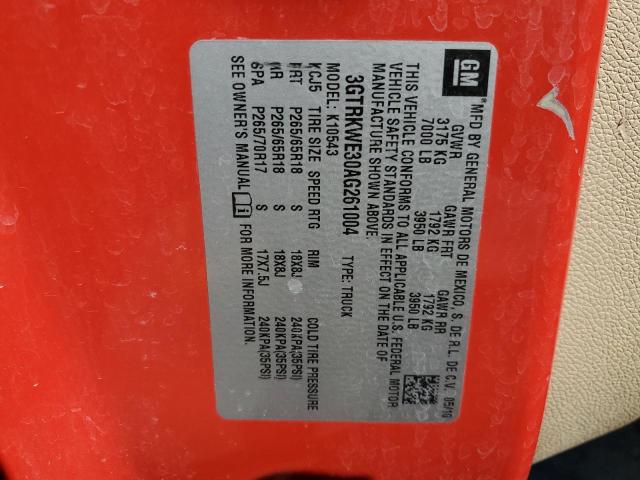 GM
MFD BY GENERAL MOTORS DE MEXICO, S. DE R.L. DE C.V. 05/10
GVWR GAWR FRT GAWR RR
3175 KG 1792 KG 1792 KG
7000 LB 3950 LB 3950 LB
THIS VEHICLE CONFORMS TO ALL APPLICABLE U.S. FEDERAL MOTOR
VEHICLE SAFETY STANDARDS IN EFFECT ON THE DATE OF
MANUFACTURE SHOWN ABOVE.
3GTRKWE30AG261004 TYPE: TRUCK
MODEL: K10543
KCJ5 TIRE SIZE SPEED RTG RIM COLD TIRE PRESSURE
FRT P265/65R18 S 18X8J 240KPA(35PSI)
RR P265/65R18 S 18X8J 240KPA(35PSI)
SPA P265/70R17 S 17X7.5J 240KPA(35PSI)
SEE OWNER'S MANUAL FOR MORE INFORMATION.